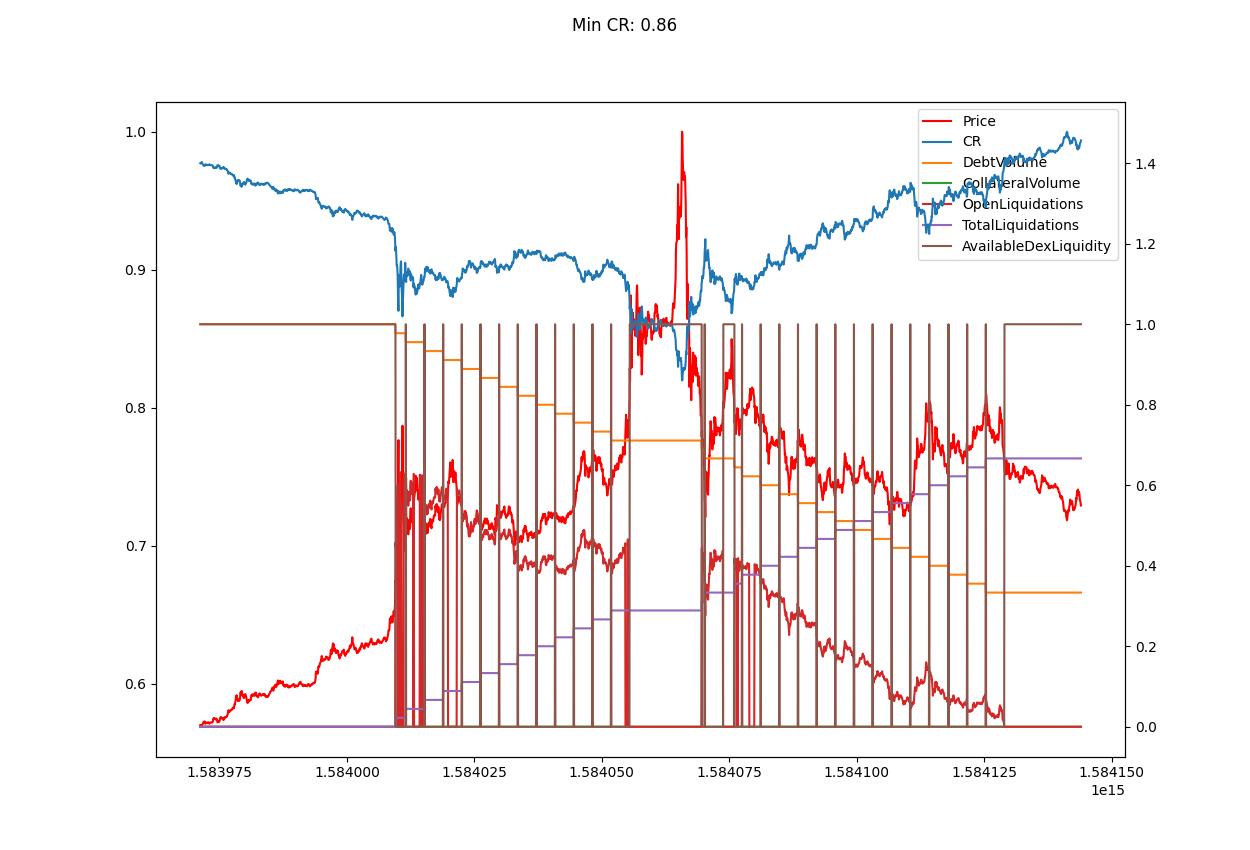 Min CR: 0.86
Price
CR
DebtVolume
CollateralVolume
OpenLiquidations
TotalLiquidations
AvailableDexLiquidity
1.0
0.9
0.8
0.7
0.6
1.4
1.2
1.0
0.8
0.6
0.4
0.2
0.0
1.583975 1.584000 1.584025 1.584050 1.584075 1.584100 1.584125 1.584150
1e15